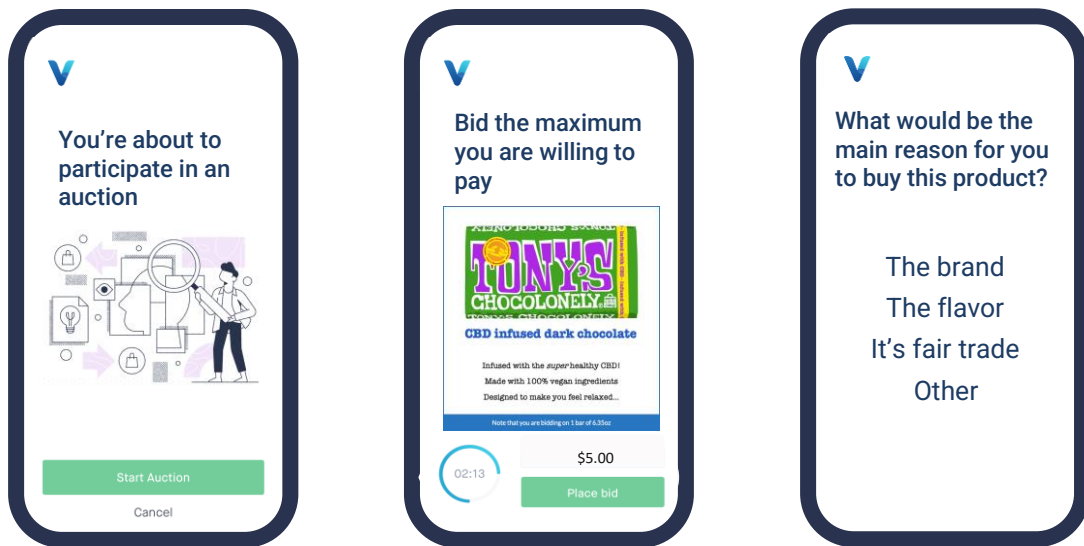 You're about to
participate in an
auction
Start Auction
Cancel
Bid the maximum
you are willing to
pay
TONY'S CHOCOLONELY
TONY'S
CHOCOLONELY
TONY'S CHOCOLONELY
CBD infused dark chocolate
Infused with the super healthy CBD!
Made with 100% vegan ingredients
Designed to make you feel relaxed...
Note that you are bidding on 1 bar of 6.35oz
02:13
$5.00
Place bid
What would be the
main reason for you
to buy this product?
The brand
The flavor
It's fair trade
Other